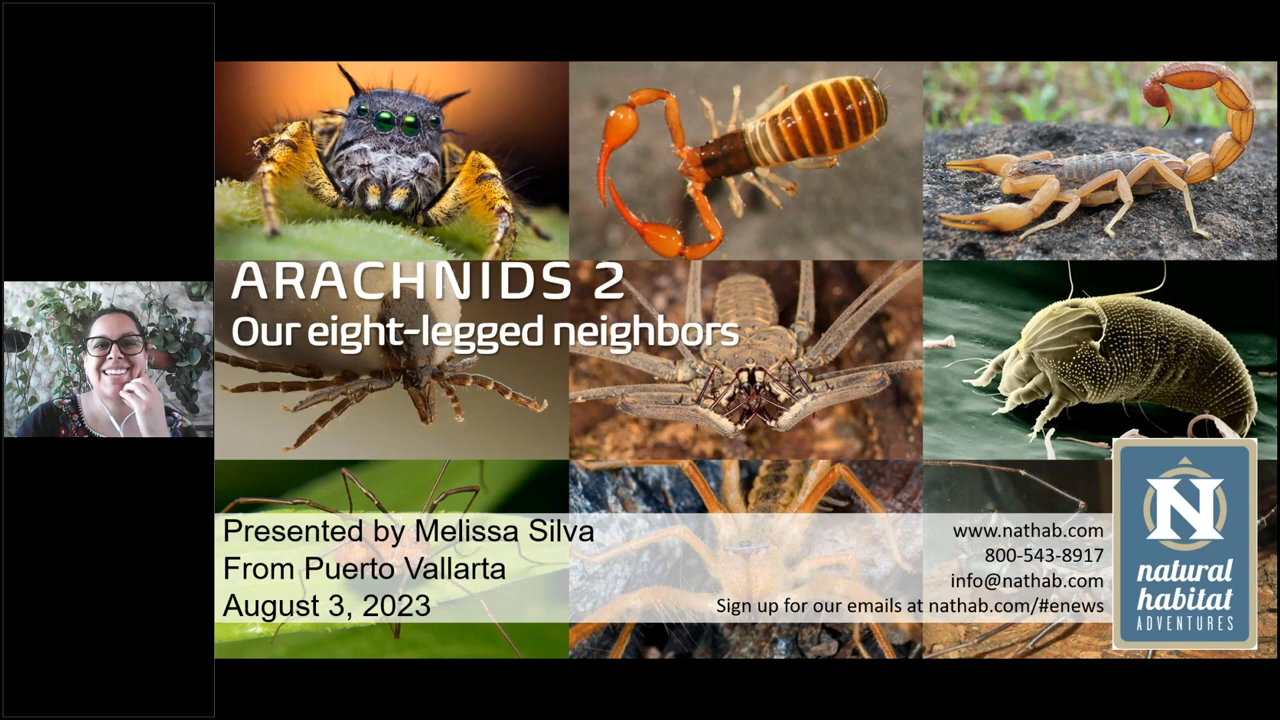 ARACHNIDS 2
Our eight-legged neighbors
Presented by Melissa Silva
From Puerto Vallarta
August 3, 2023
www.nathab.com
800-543-8917
info@nathab.com
Sign up for our emails at nathab.com/#enews
N
natural
habitat
ADVENTURES